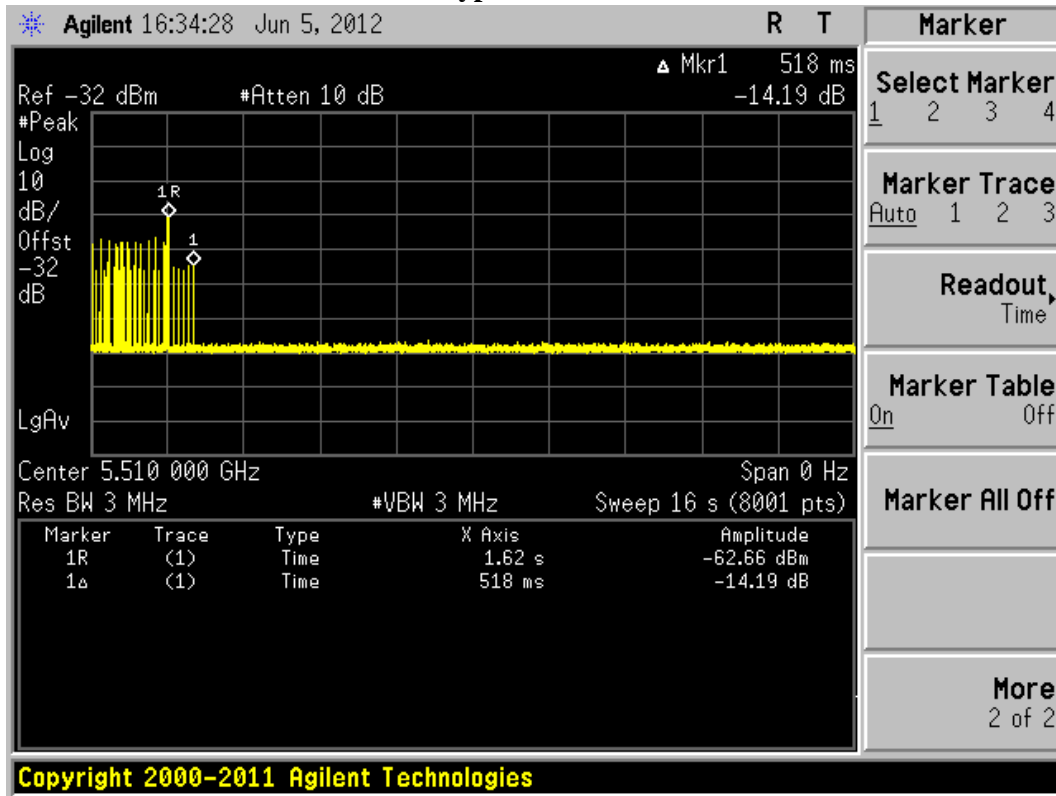 Agilent 16:34:28 Jun 5, 2012 R T
Marker
▵ Mkr1 518 ms
Ref -32 dBm #Atten 10 dB -14.19 dB
#Peak
Log
10
dB/
Offst
-32
dB
1R
1
LgAv
Center 5.510 000 GHz Span 0 Hz
Res BW 3 MHz #VBW 3 MHz Sweep 16 s (8001 pts)
Marker Trace Type X Axis Amplitude
1R (1) Time 1.62 s -62.66 dBm
1▵ (1) Time 518 ms -14.19 dB
Select Marker
1 2 3 4
Marker Trace
Auto 1 2 3
Readout
Time
Marker Table
On Off
Marker All Off
More
2 of 2
Copyright 2000-2011 Agilent Technologies